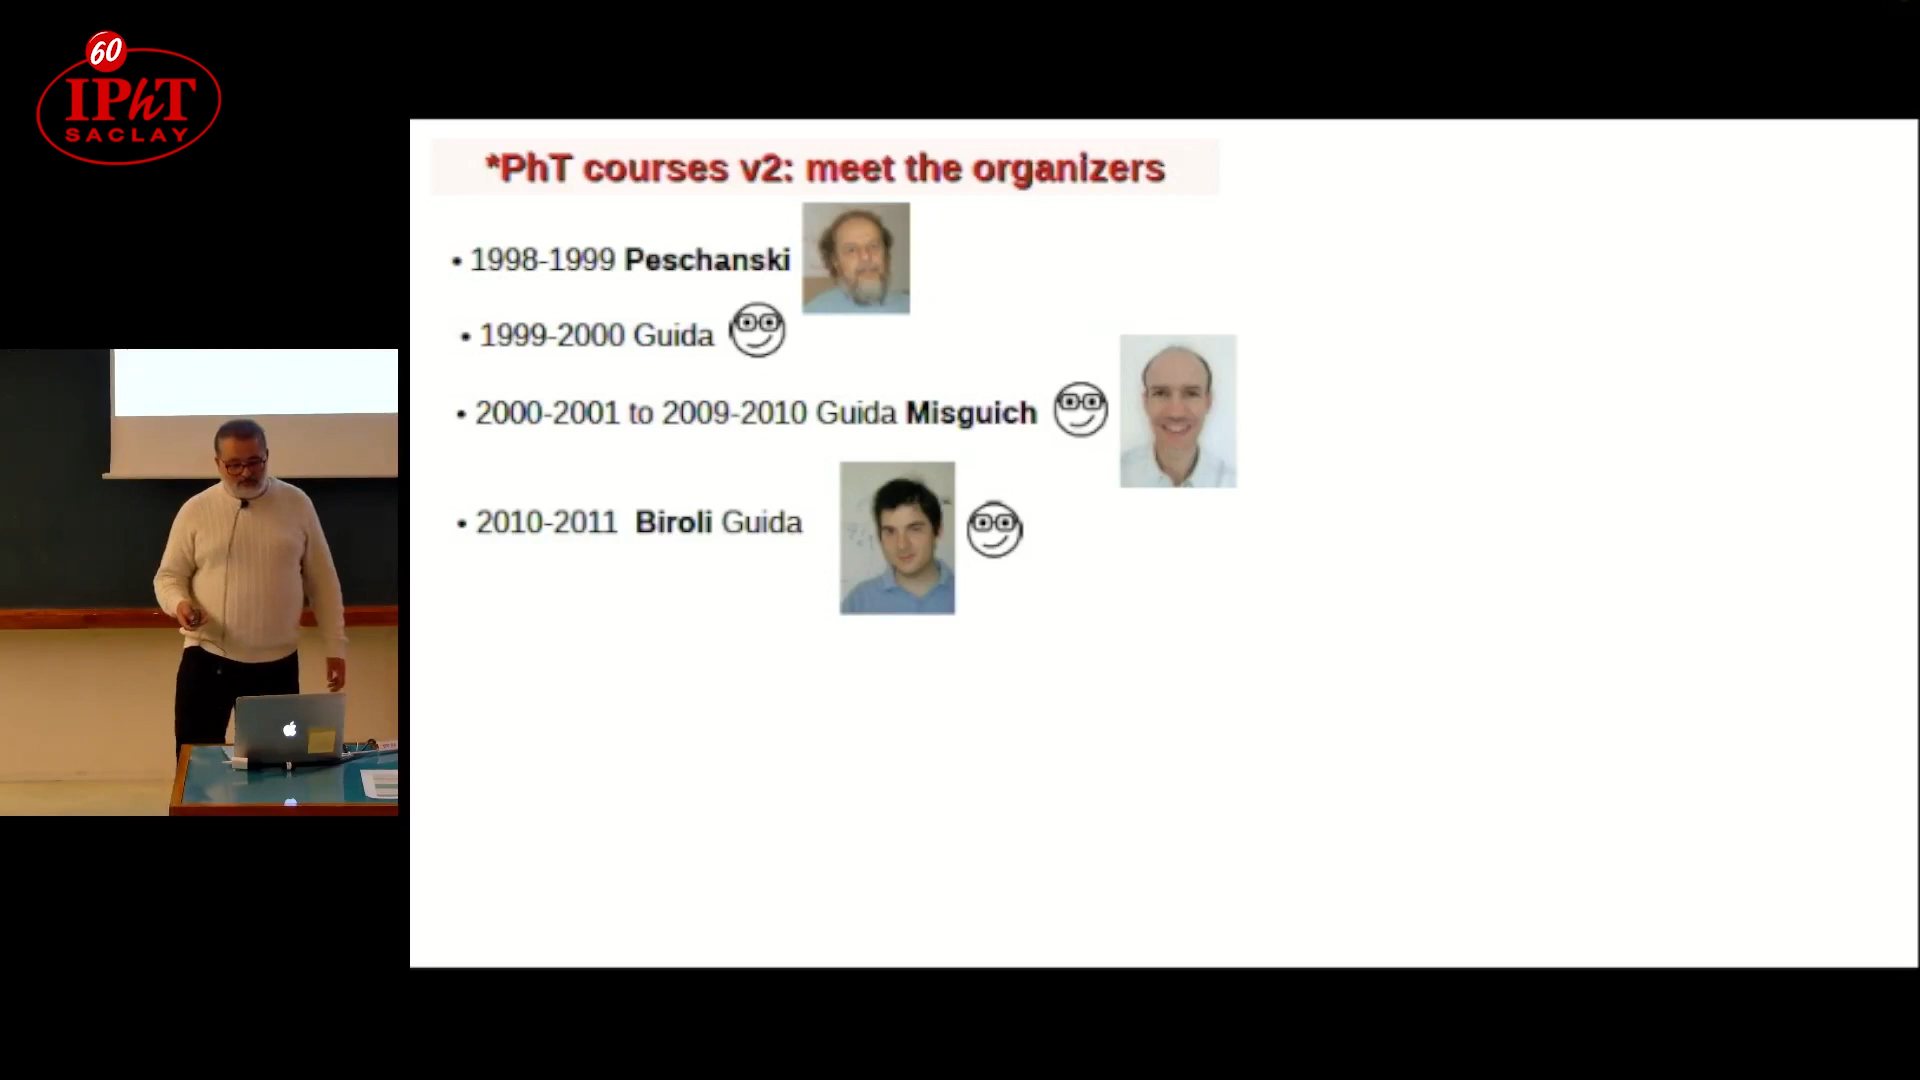 60
IPhT
SACLAY
*PhT courses v2: meet the organizers
• 1998-1999 Peschanski
• 1999-2000 Guida
• 2000-2001 to 2009-2010 Guida Misguich
• 2010-2011 Biroli Guida